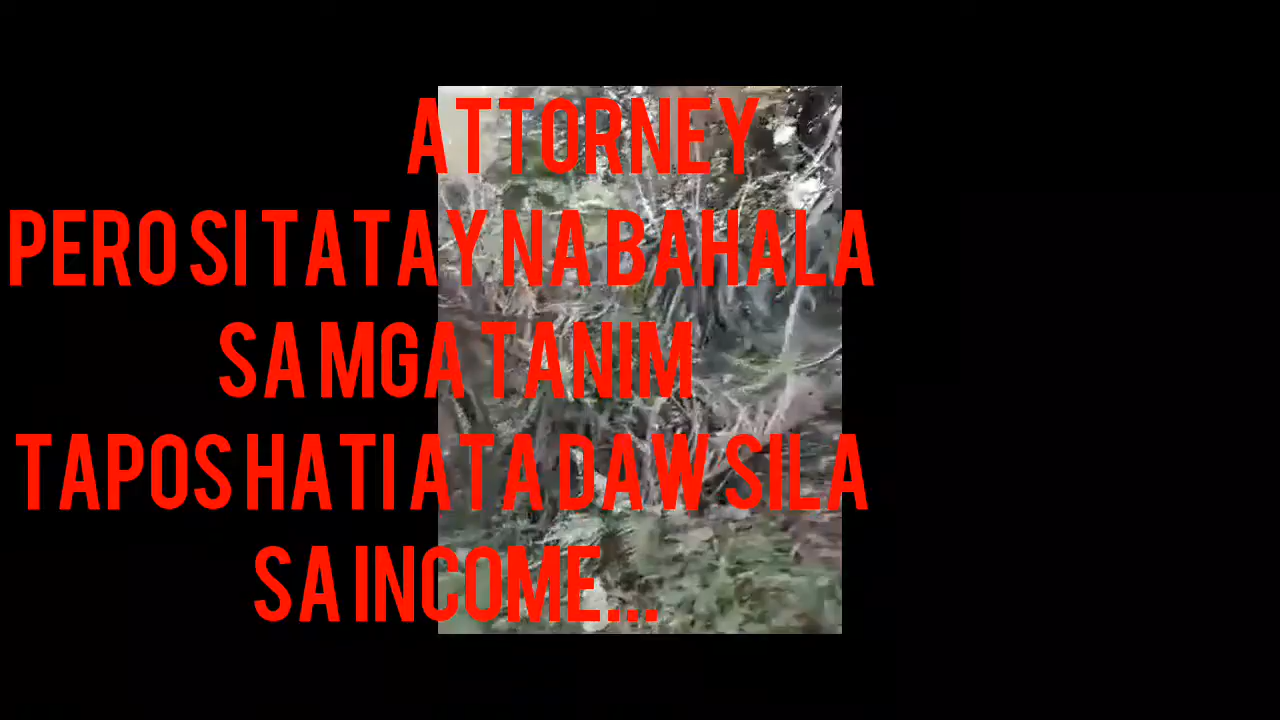 ATTORNEY
PERO SI TATAY NA BAHALA
SA MGA TANIM
TAPOS HATI ATA DAW SILA
SA INCOME...